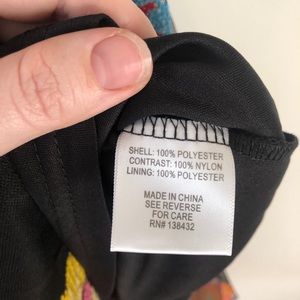 SHELL: 100% POLYESTER
CONTRAST: 100% NYLON
LINING: 100% POLYESTER
MADE IN CHINA
SEE REVERSE
FOR CARE
RN# 138432